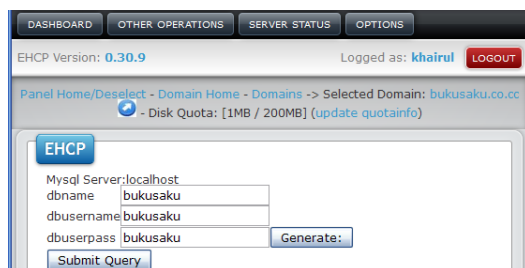 DASHBOARD OTHER OPERATIONS SERVER STATUS OPTIONS
EHCP Version: 0.30.9 Logged as: khairul LOGOUT
Panel Home/Deselect - Domain Home - Domains -> Selected Domain: bukusaku.co.cc
- Disk Quota: [1MB / 200MB] (update quotainfo)
EHCP
Mysql Server:localhost
dbname bukusaku
dbusername bukusaku
dbuserpass bukusaku Generate:
Submit Query